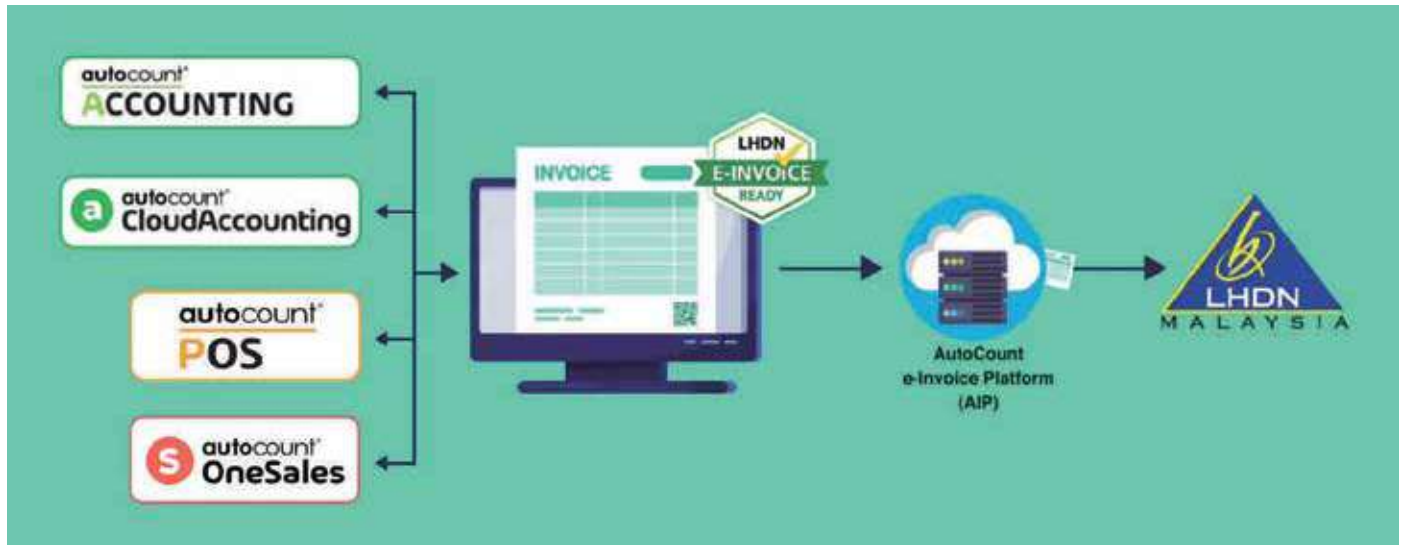 autocount®
ACCOUNTING
a
autocount®
CloudAccounting
autocount®
POS
S
autocount®
OneSales
INVOICE
LHDN
E-INVOICE
READY
AutoCount
e-Invoice Platform
(AIP)
LHDN
MALAYSIA